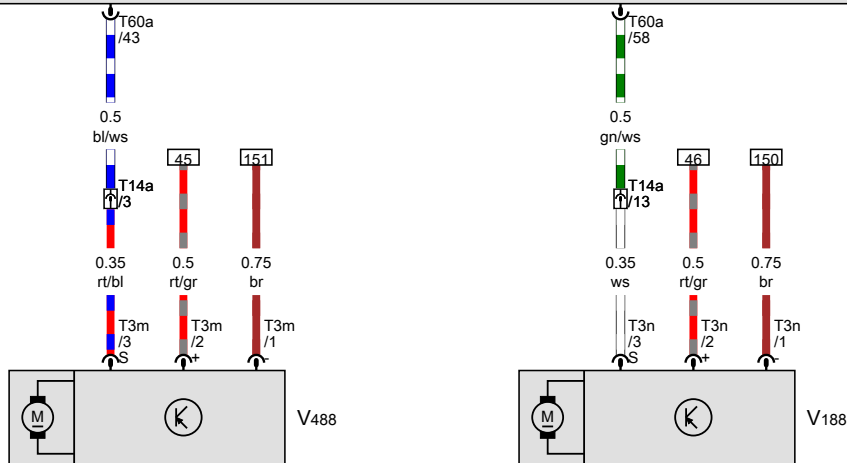 T60a
/43
T60a
/58
0.5
bl/ws
0.5
gn/ws
45
151
46
150
T14a
/3
T14a
/13
0.35
rt/bl
0.5
rt/gr
0.75
br
0.35
ws
0.5
rt/gr
0.75
br
T3m
/3
S
T3m
/2
+
T3m
/1
-
T3n
/3
S
T3n
/2
+
T3n
/1
-
M
V488
M
V188